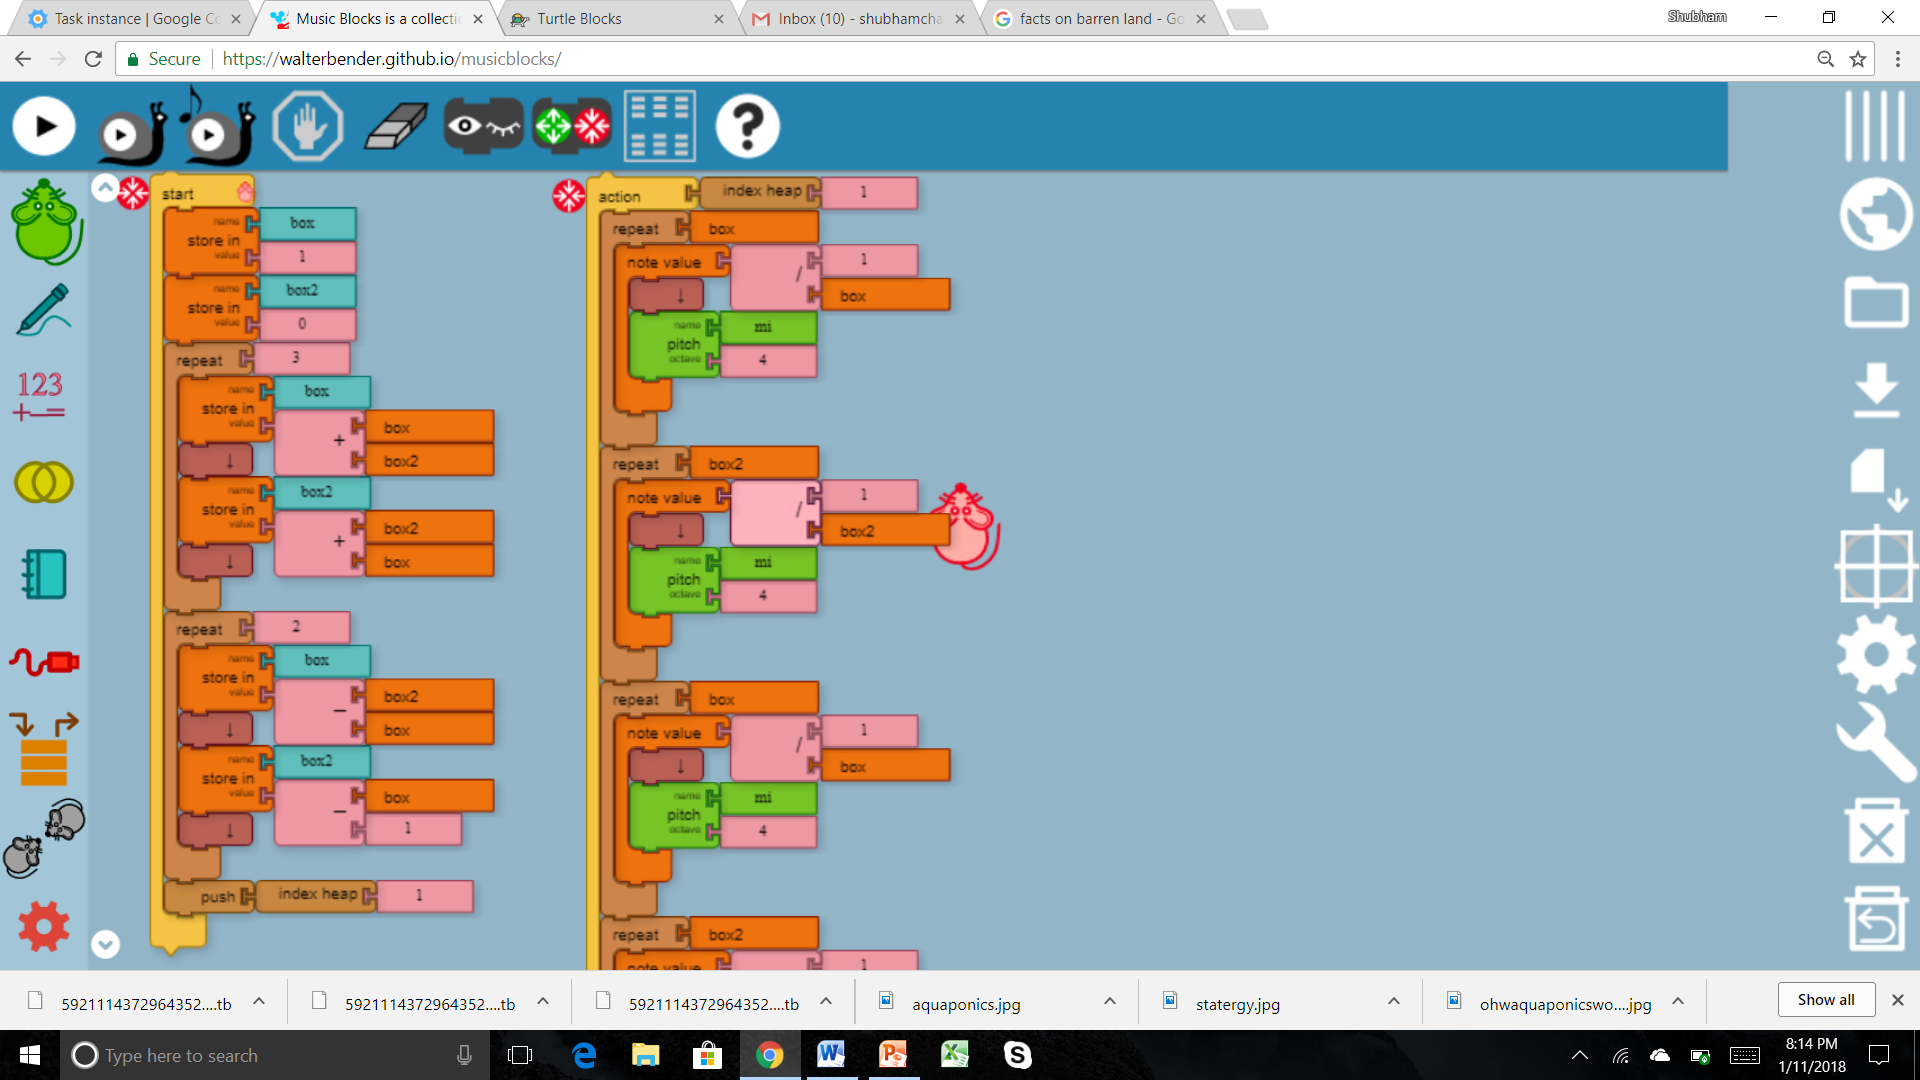 Task instance | Google Co
Music Blocks is a collecti
Turtle Blocks
Inbox (10) - shubhamcha
facts on barren land - Go
Shubham
Secure
https://walterbender.github.io/musicblocks/
start
name
box
store in
value
1
name
box2
store in
value
0
repeat
3
name
box
store in
value
+
box
box2
↓
name
box2
store in
value
+
box2
box
↓
repeat
2
name
box
store in
value
−
box2
box
↓
name
box2
store in
value
−
box
1
↓
push
index heap
1
action
index heap
1
repeat
box
note value
/
1
box
↓
name
mi
pitch
octave
4
repeat
box2
note value
/
1
box2
↓
name
mi
pitch
octave
4
repeat
box
note value
/
1
box
↓
name
mi
pitch
octave
4
repeat
box2
note value
1
123
+−=
?
5921114372964352....tb
5921114372964352....tb
5921114372964352....tb
aquaponics.jpg
statergy.jpg
ohwaquaponicswo....jpg
Show all
Type here to search
8:14 PM
1/11/2018